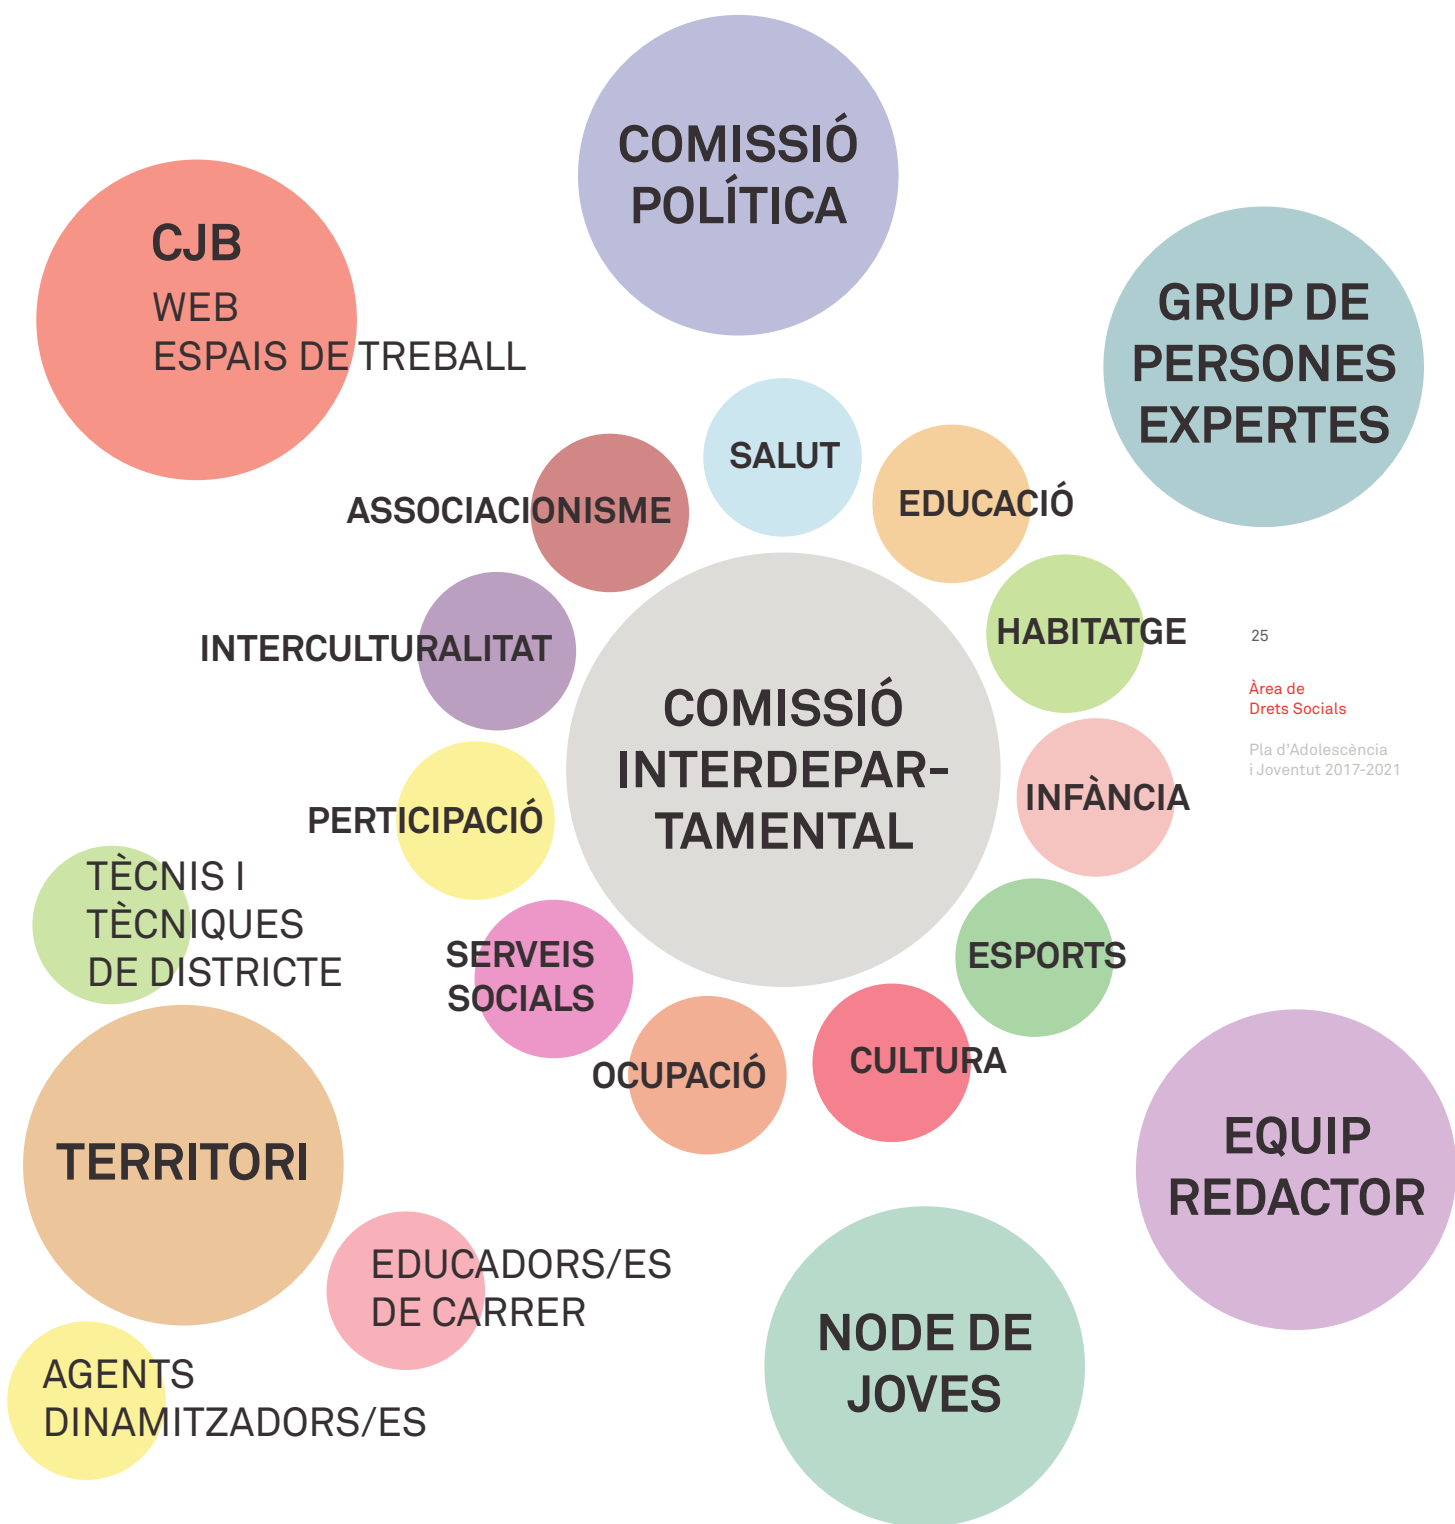 COMISSIÓ
POLÍTICA
CJB
WEB
ESPAIS DE TREBALL
GRUP DE
PERSONES
EXPERTES
SALUT
EDUCACIÓ
ASSOCIACIONISME
HABITATGE
INTERCULTURALITAT
COMISSIÓ
INTERDEPAR-
TAMENTAL
INFÀNCIA
PERTICIPACIÓ
ESPORTS
SERVEIS
SOCIALS
CULTURA
OCUPACIÓ
25
Àrea de
Drets Socials
Pla d'Adolescència
i Joventut 2017-2021
TÈCNIS I
TÈCNIQUES
DE DISTRICTE
TERRITORI
EDUCADORS/ES
DE CARRER
AGENTS
DINAMITZADORS/ES
EQUIP
REDACTOR
NODE DE
JOVES